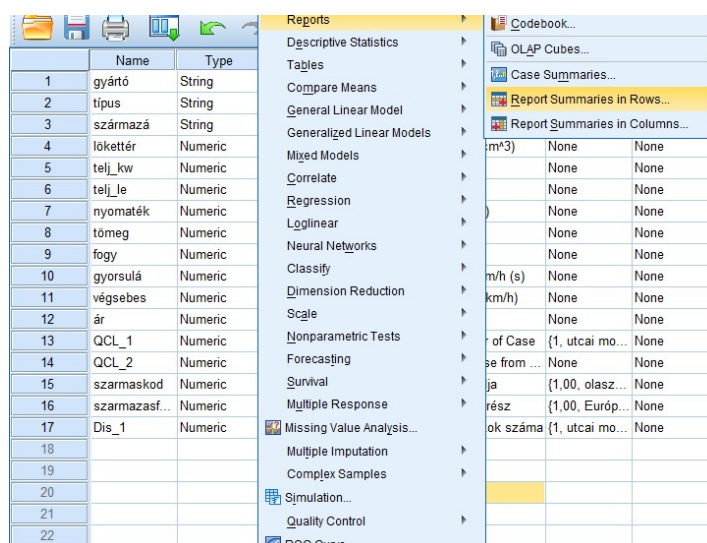 Reports
Descriptive Statistics
Tables
Compare Means
General Linear Model
Generalized Linear Models
Mixed Models
Correlate
Regression
Loglinear
Neural Networks
Classify
Dimension Reduction
Scale
Nonparametric Tests
Forecasting
Survival
Multiple Response
Missing Value Analysis...
Multiple Imputation
Complex Samples
Simulation...
Quality Control
Codebook...
OLAP Cubes...
Case Summaries...
Report Summaries in Rows...
Report Summaries in Columns...
Name Type
1 gyártó String
2 típus String
3 származá String
4 lökettér Numeric cm^3) None None
5 telj_kw Numeric None None
6 telj_le Numeric None None
7 nyomaték Numeric ) None None
8 tömeg Numeric None None
9 fogy Numeric None None
10 gyorsulá Numeric m/h (s) None None
11 végsebes Numeric km/h) None None
12 ár Numeric None None
13 QCL_1 Numeric r of Case {1, utcai mo... None
14 QCL_2 Numeric se from ... None None
15 szarmaskod Numeric ja {1,00, olasz... None
16 szarmazasf... Numeric rész {1,00, Európ... None
17 Dis_1 Numeric ok száma {1, utcai mo... None
18
19
20
21
22